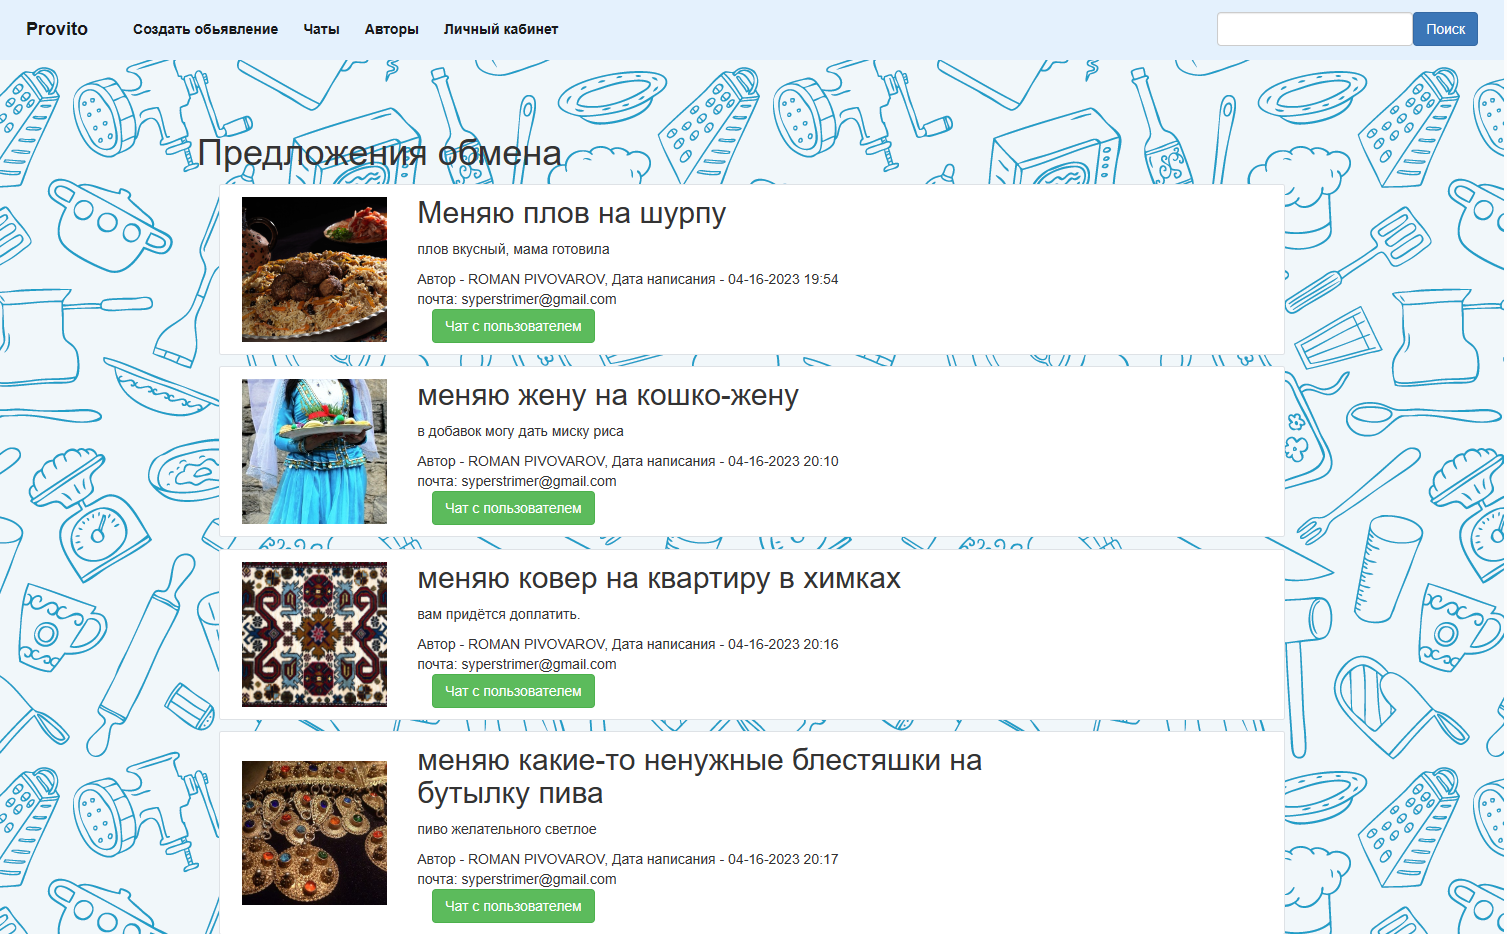 Provito Создать обьявление Чаты Авторы Личный кабинет Поиск
Предложения обмена
Меняю плов на шурпу
плов вкусный, мама готовила
Автор - ROMAN PIVOVAROV, Дата написания - 04-16-2023 19:54
почта: syperstrimer@gmail.com
Чат с пользователем
меняю жену на кошко-жену
в добавок могу дать миску риса
Автор - ROMAN PIVOVAROV, Дата написания - 04-16-2023 20:10
почта: syperstrimer@gmail.com
Чат с пользователем
меняю ковер на квартиру в химках
вам придётся доплатить.
Автор - ROMAN PIVOVAROV, Дата написания - 04-16-2023 20:16
почта: syperstrimer@gmail.com
Чат с пользователем
меняю какие-то ненужные блестяшки на
бутылку пива
пиво желательного светлое
Автор - ROMAN PIVOVAROV, Дата написания - 04-16-2023 20:17
почта: syperstrimer@gmail.com
Чат с пользователем